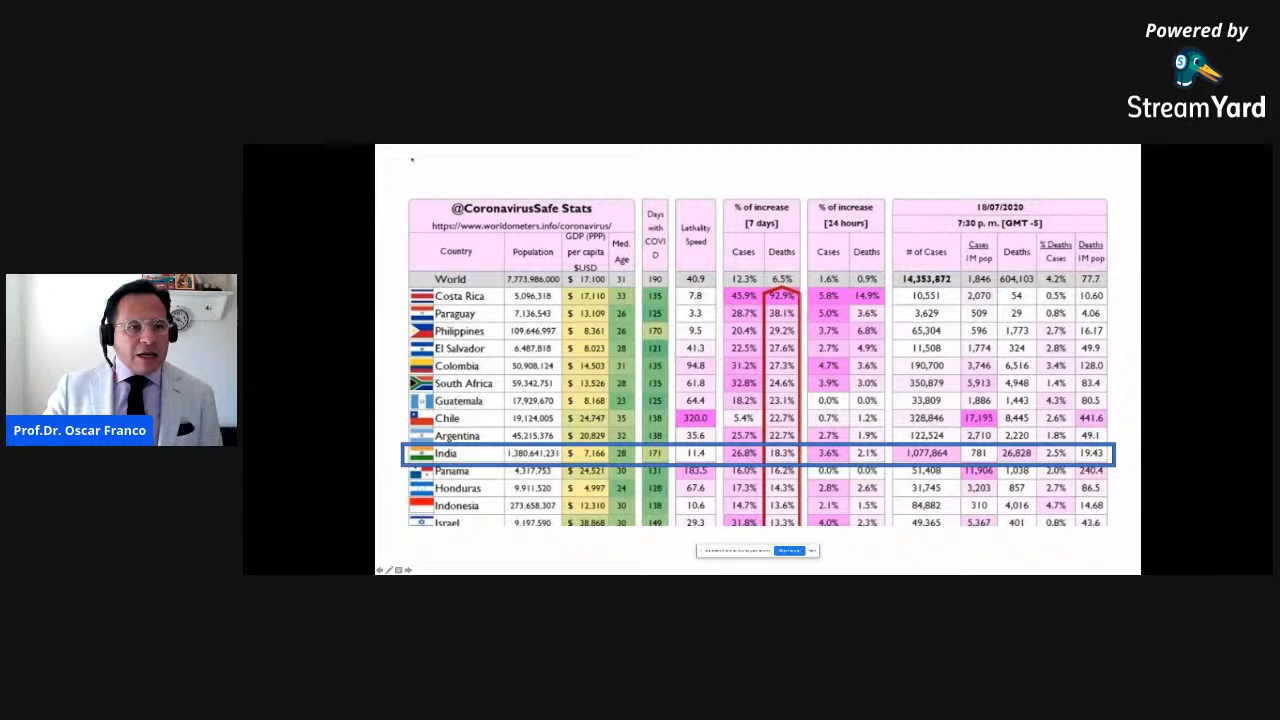 Powered by
StreamYard
@CoronavirusSafe Stats
https://www.worldometers.info/coronavirus/
Country Population GDP (PPP) per capita $USD Med. Age Days with COVI D Lethality Speed % of increase [7 days] Cases Deaths % of increase [24 hours] Cases Deaths 18/07/2020 7:30 p. m. [GMT -5] # of Cases Cases 1M pop Deaths % Deaths Cases Deaths 1M pop
World 7,773,986,000 $ 17,100 31 190 40.9 12.3% 6.5% 1.6% 0.9% 14,353,872 1,846 604,103 4.2% 77.7
Costa Rica 5,096,318 $ 17,110 33 135 7.8 45.9% 92.9% 5.8% 14.9% 10,551 2,070 54 0.5% 10.60
Paraguay 7,136,543 $ 13,109 26 125 3.3 28.7% 38.1% 5.0% 3.6% 3,629 509 29 0.8% 4.06
Philippines 109,646,997 $ 8,361 26 170 9.5 20.4% 29.2% 3.7% 6.8% 65,304 596 1,773 2.7% 16.17
El Salvador 6,487,818 $ 8,023 28 121 41.3 22.5% 27.6% 2.7% 4.9% 11,508 1,774 324 2.8% 49.9
Colombia 50,908,124 $ 14,503 31 135 94.8 31.2% 27.3% 4.7% 3.6% 190,700 3,746 6,516 3.4% 128.0
South Africa 59,342,751 $ 13,526 28 135 61.8 32.8% 24.6% 3.9% 3.0% 350,879 5,913 4,948 1.4% 83.4
Guatemala 17,929,670 $ 8,168 23 125 64.4 18.2% 23.1% 0.0% 0.0% 33,809 1,886 1,443 4.3% 80.5
Chile 19,124,005 $ 24,747 35 138 320.0 5.4% 22.7% 0.7% 1.2% 328,846 17,195 8,445 2.6% 441.6
Argentina 45,215,376 $ 20,829 32 138 35.6 25.7% 22.7% 2.7% 1.9% 122,524 2,710 2,220 1.8% 49.1
India 1,380,641,231 $ 7,166 28 171 11.4 26.8% 18.3% 3.6% 2.1% 1,077,864 781 26,828 2.5% 19.43
Panama 4,317,753 $ 24,521 30 131 183.5 16.0% 16.2% 0.0% 0.0% 51,408 11,906 1,038 2.0% 240.4
Honduras 9,911,520 $ 4,997 24 128 67.6 17.3% 14.3% 2.8% 2.6% 31,745 3,203 857 2.7% 86.5
Indonesia 273,658,307 $ 12,310 30 138 10.6 14.7% 13.6% 2.1% 1.5% 84,882 310 4,016 4.7% 14.68
Israel 9,197,590 $ 38,868 30 149 29.3 31.8% 13.3% 4.0% 2.3% 49,365 5,367 401 0.8% 43.6
Prof.Dr. Oscar Franco